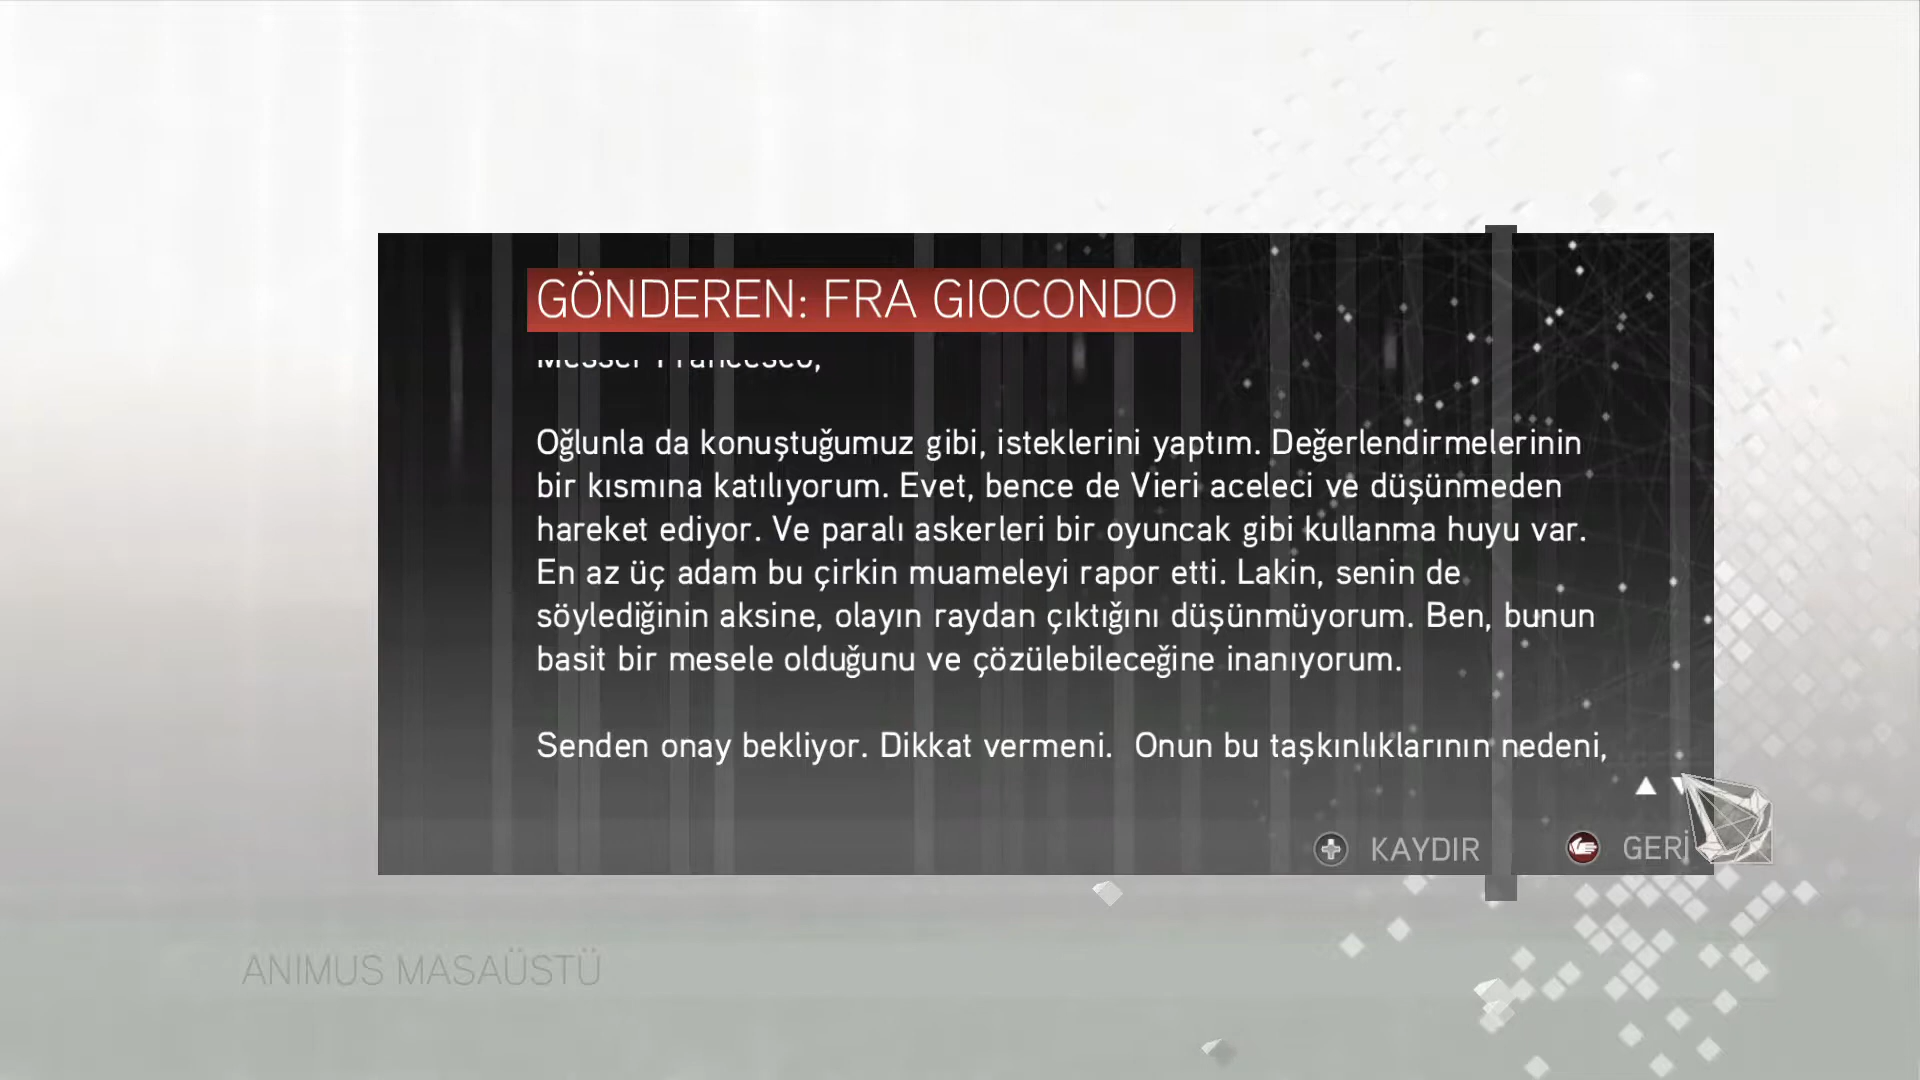 GÖNDEREN: FRA GIOCONDO
Messer Francesco,
Oğlunla da konuştuğumuz gibi, isteklerini yaptım. Değerlendirmelerinin
bir kısmına katılıyorum. Evet, bence de Vieri aceleci ve düşünmeden
hareket ediyor. Ve paralı askerleri bir oyuncak gibi kullanma huyu var.
En az üç adam bu çirkin muameleyi rapor etti. Lakin, senin de
söylediğinin aksine, olayın raydan çıktığını düşünmüyorum. Ben, bunun
basit bir mesele olduğunu ve çözülebileceğine inanıyorum.
Senden onay bekliyor. Dikkat vermeni.  Onun bu taşkınlıklarının nedeni,
KAYDIR
GERİ
ANIMUS MASAÜSTÜ